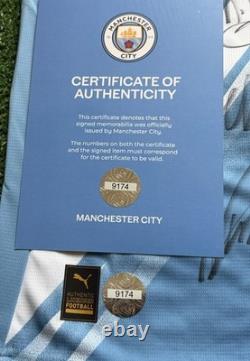 MANCHESTER
CITY
CERTIFICATE OF
AUTHENTICITY
This certificate denotes that this
signed memorabilia was officially
issued by Manchester City.
The numbers on both the certificate
and the signed item must correspond
for the certificate to be valid.
9174
MANCHESTER CITY
AUTHENTIC
FOOTBALL
9174